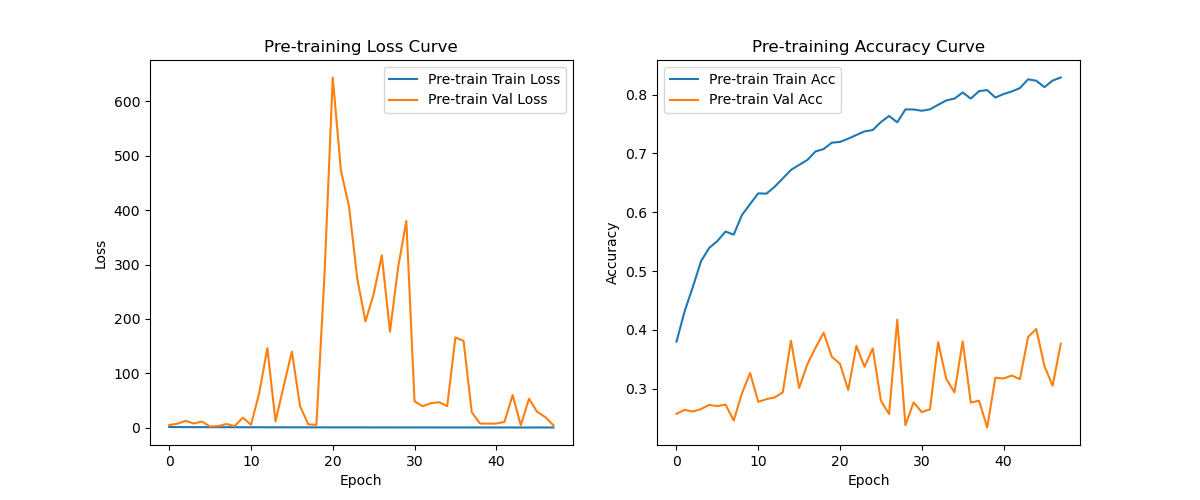 Pre-training Loss Curve
Pre-train Train Loss
Pre-train Val Loss
600
500
400
300
200
100
0
Loss
0 10 20 30 40
Epoch
Pre-training Accuracy Curve
Pre-train Train Acc
Pre-train Val Acc
0.8
0.7
0.6
0.5
0.4
0.3
Accuracy
0 10 20 30 40
Epoch